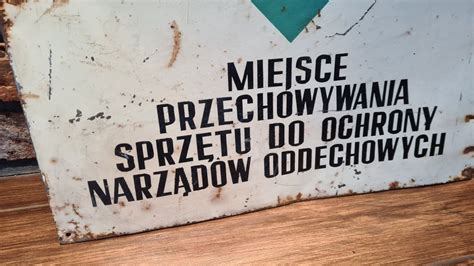 MIEJSCE
PRZECHOWYWANIA
SPRZĘTU DO OCHRONY
NARZĄDÓW ODDECHOWYCH